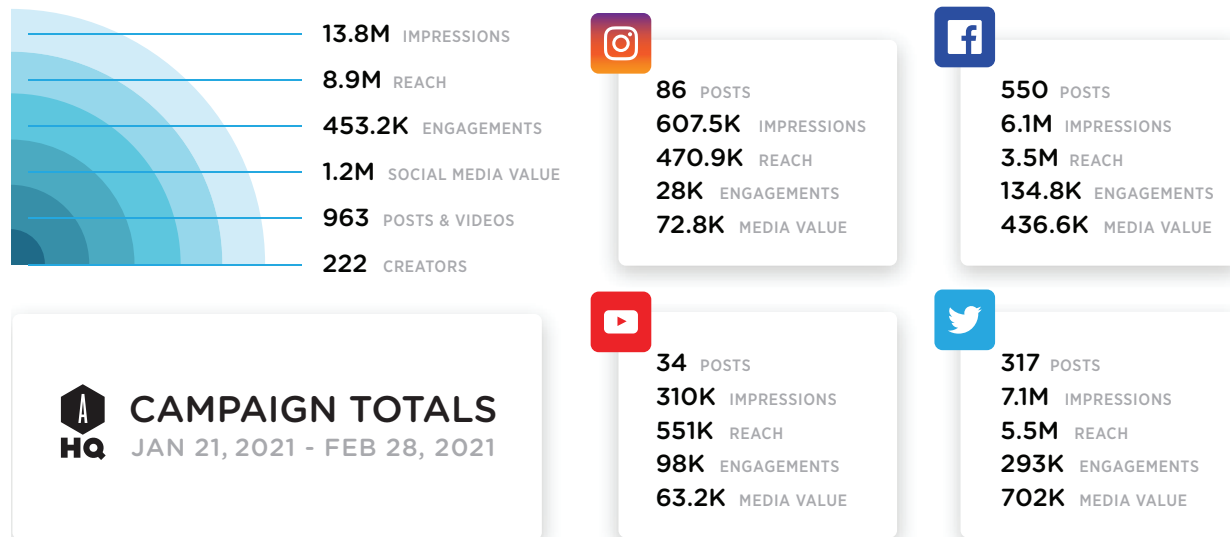 13.8M IMPRESSIONS
8.9M REACH
453.2K ENGAGEMENTS
1.2M SOCIAL MEDIA VALUE
963 POSTS & VIDEOS
222 CREATORS
A
HQ
CAMPAIGN TOTALS
JAN 21, 2021 - FEB 28, 2021
86 POSTS
607.5K IMPRESSIONS
470.9K REACH
28K ENGAGEMENTS
72.8K MEDIA VALUE
550 POSTS
6.1M IMPRESSIONS
3.5M REACH
134.8K ENGAGEMENTS
436.6K MEDIA VALUE
34 POSTS
310K IMPRESSIONS
551K REACH
98K ENGAGEMENTS
63.2K MEDIA VALUE
317 POSTS
7.1M IMPRESSIONS
5.5M REACH
293K ENGAGEMENTS
702K MEDIA VALUE